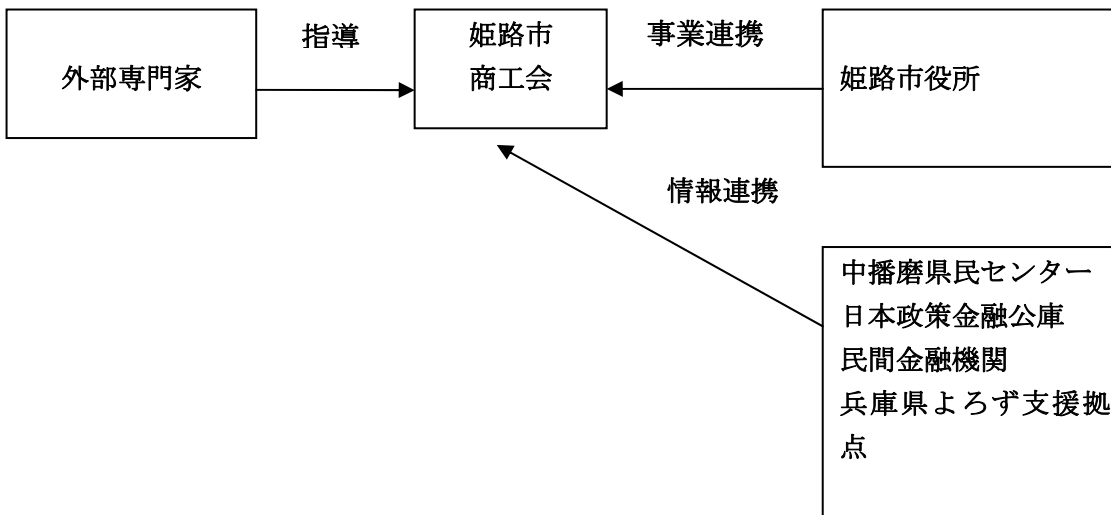 外部専門家
指導
姫路市
商工会
事業連携
姫路市役所
情報連携
中播磨県民センター
日本政策金融公庫
民間金融機関
兵庫県よろず支援拠
点